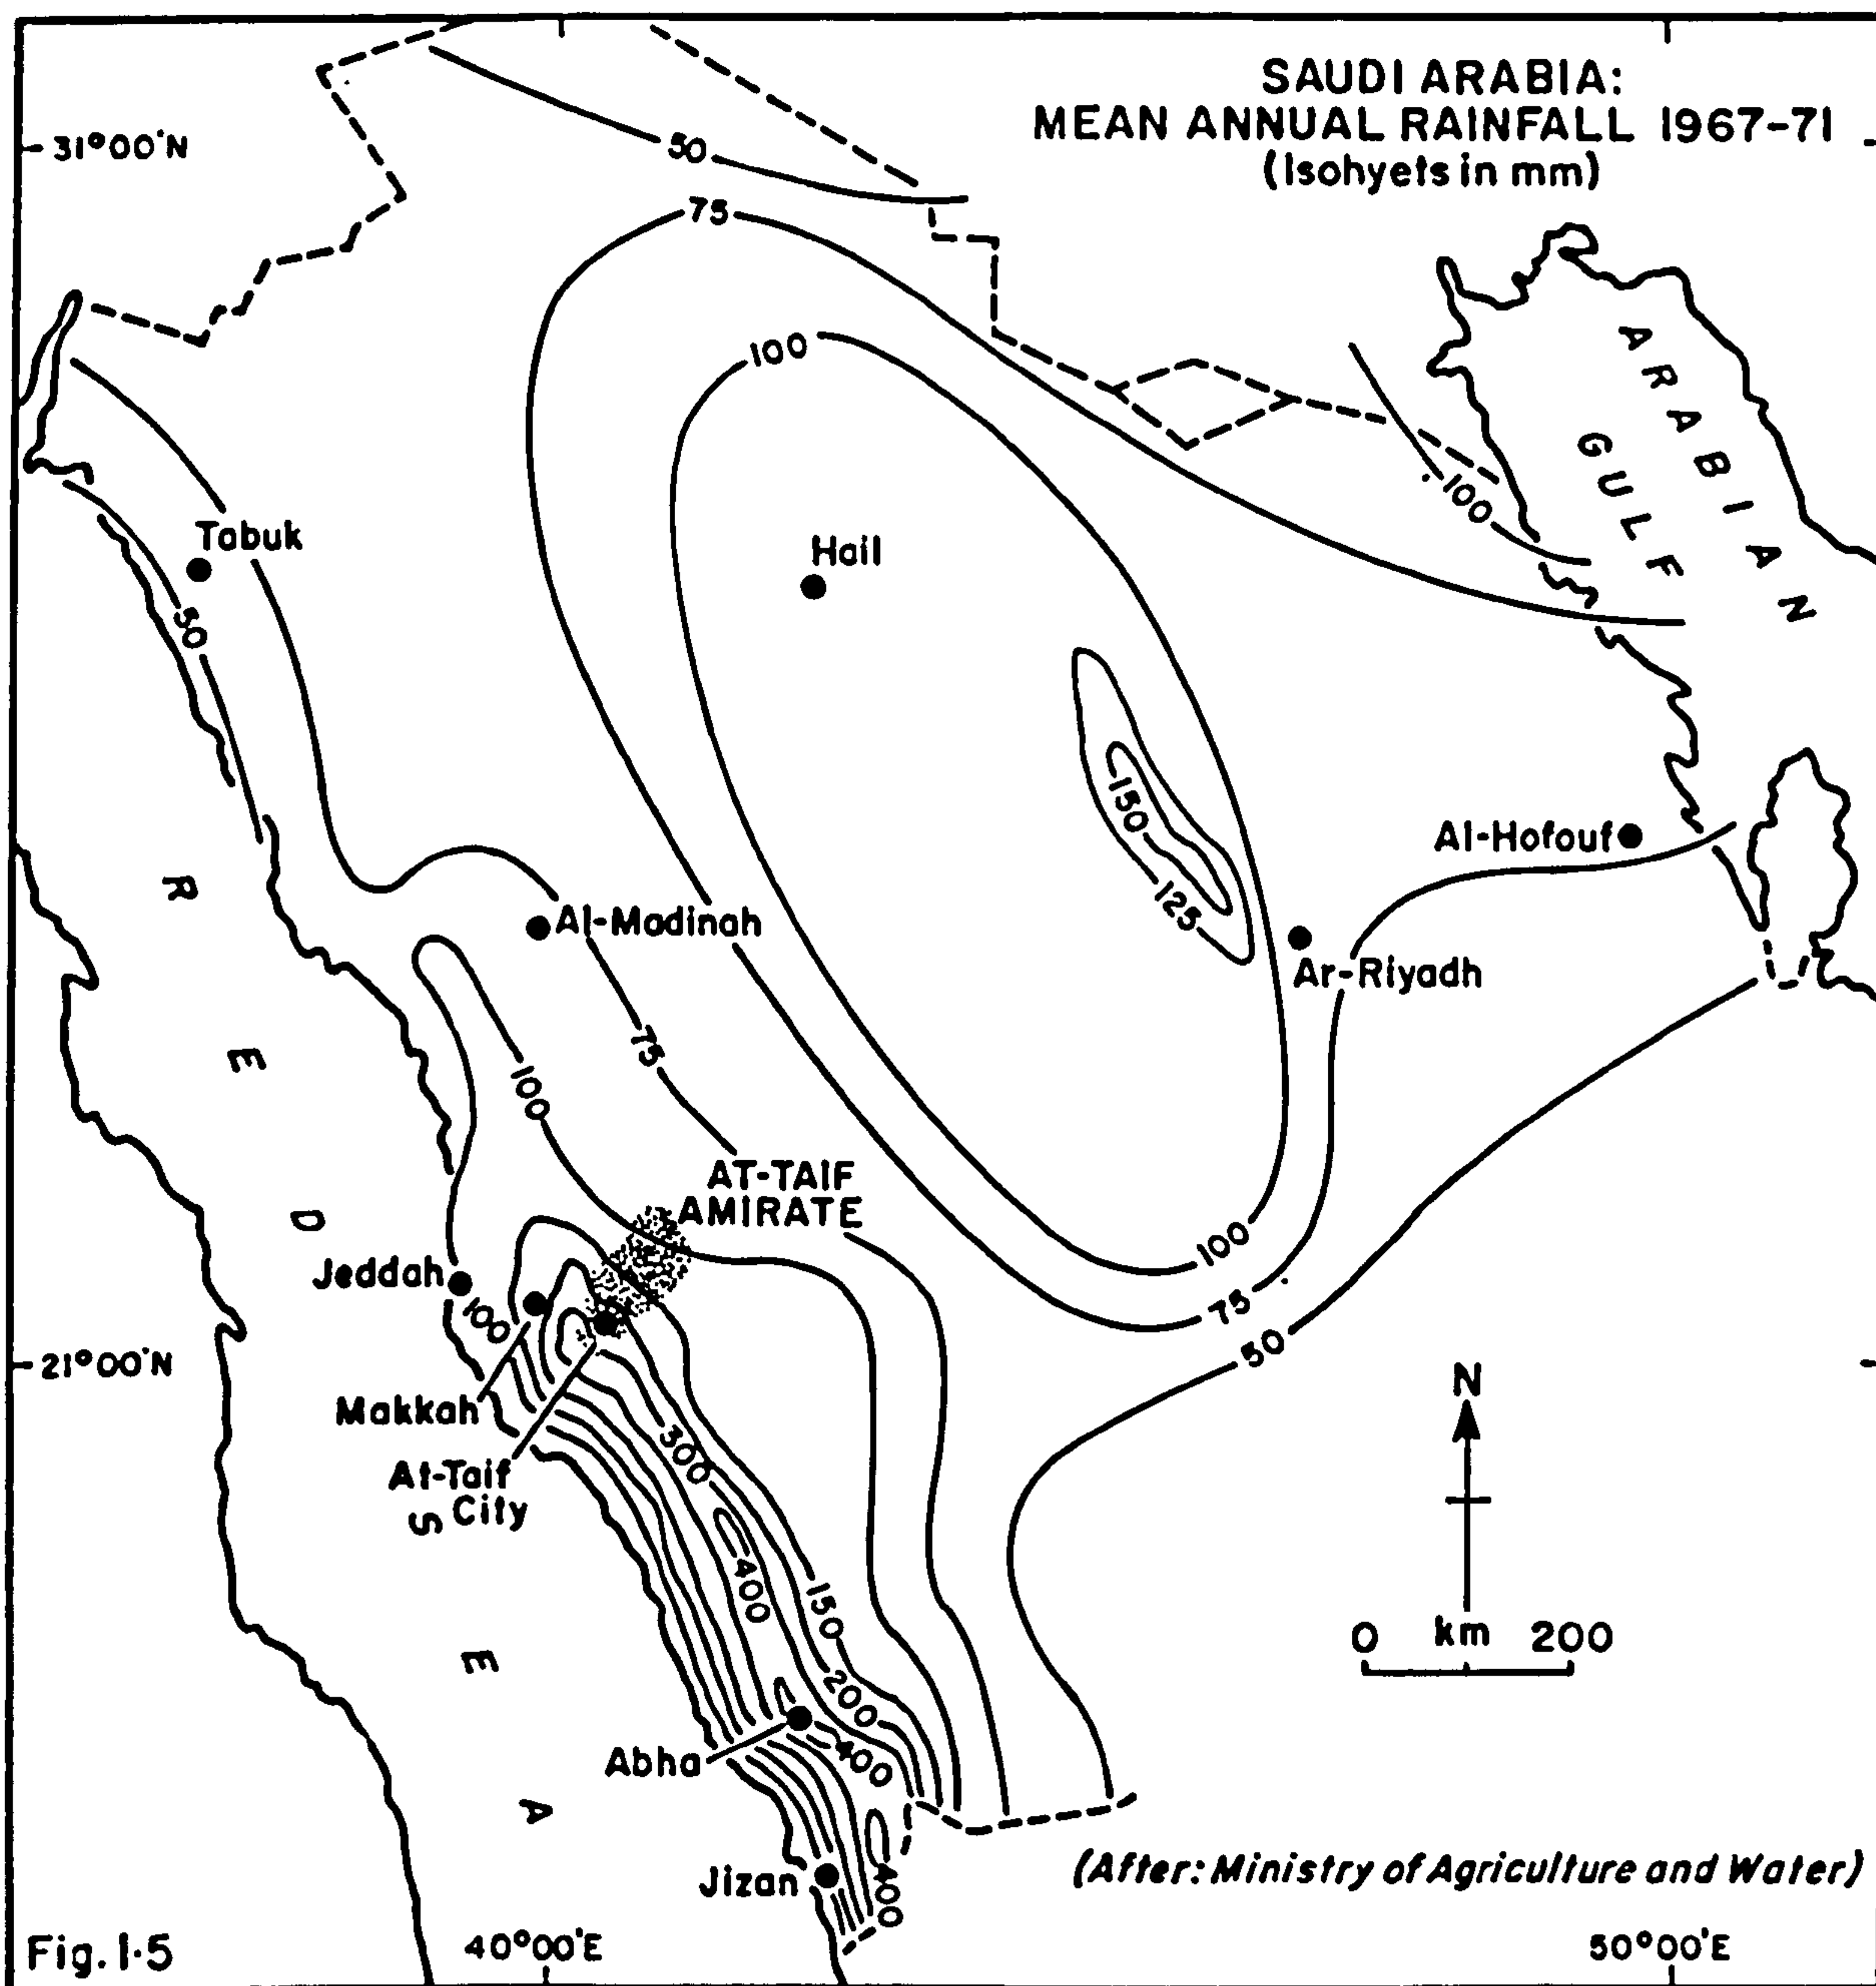 SAUDI ARABIA:
MEAN ANNUAL RAINFALL 1967-71
(Isohyets in mm)
31°00'N
50
75
100
ARABIAN
GULF
100
Tabuk
Hail
50
150
125
Al-Hofouf
Al-Madinah
Ar-Riyadh
75
100
AT-TAIF
AMIRATE
RED SEA
Jeddah
100
100
75
50
21°00'N
Makkah
At-Taif
City
N
300
400
150
200
0 km 200
Abha
400
Jizan
400
(After: Ministry of Agriculture and Water)
Fig. 1·5
40°00'E
50°00'E